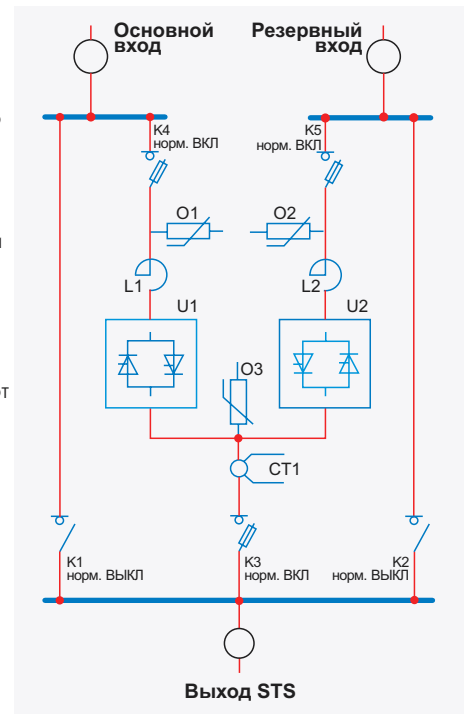 Основной
вход
Резервный
вход
K4
норм. ВКЛ
K5
норм. ВКЛ
O1
O2
L1
L2
U1
U2
O3
CT1
K1
норм. ВЫКЛ
K3
норм. ВКЛ
K2
норм. ВЫКЛ
Выход STS